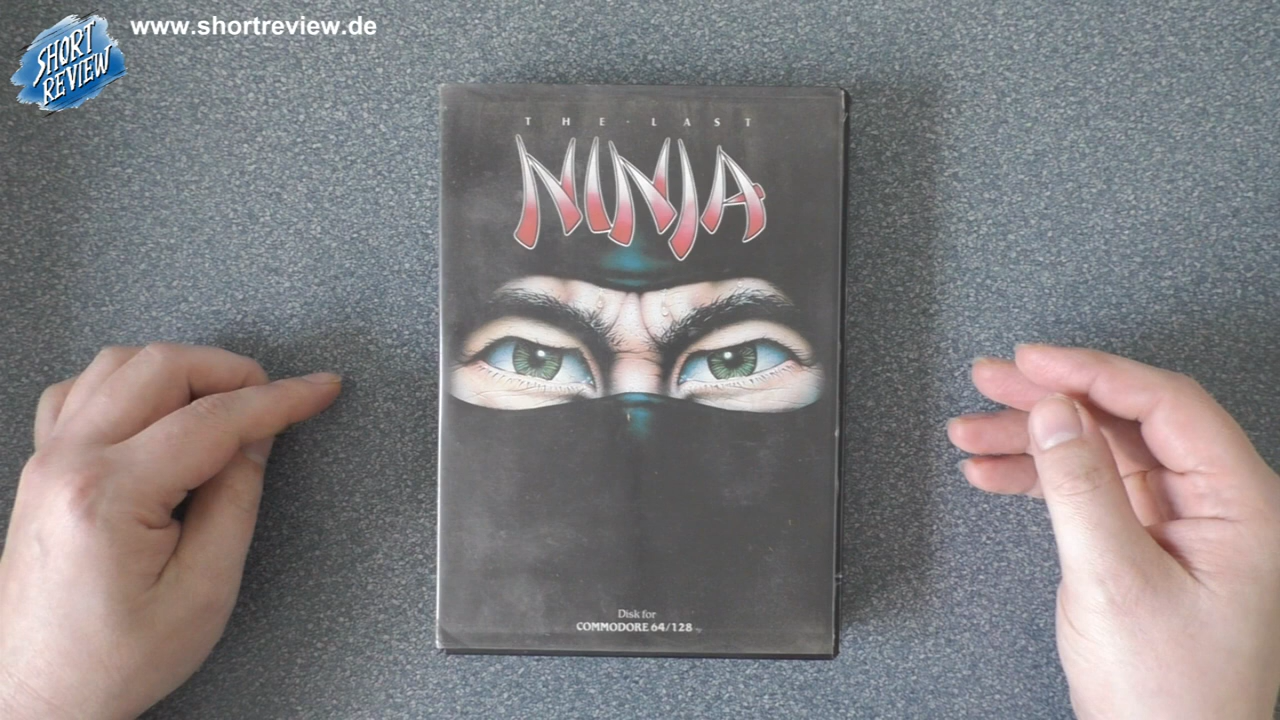 www.shortreview.de
SHORT
REVIEW
THE LAST
NINJA
Disk for
COMMODORE 64/128